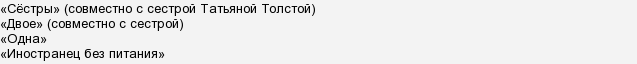 «Сёстры» (совместно с сестрой Татьяной Толстой)
«Двое» (совместно с сестрой)
«Одна»
«Иностранец без питания»